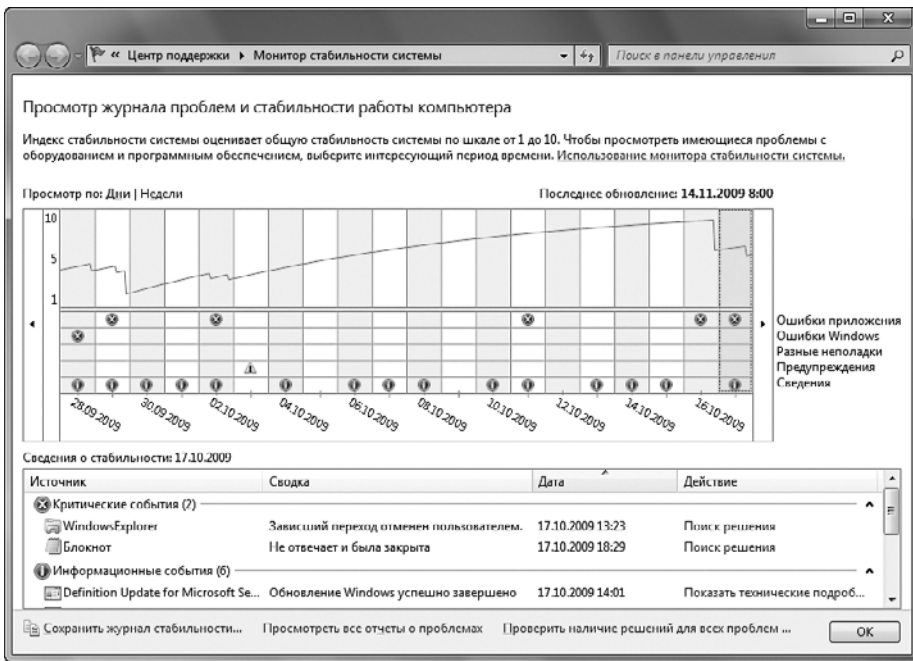 « Центр поддержки ▸ Монитор стабильности системы
Поиск в панели управления
Просмотр журнала проблем и стабильности работы компьютера
Индекс стабильности системы оценивает общую стабильность системы по шкале от 1 до 10. Чтобы просмотреть имеющиеся проблемы с
оборудованием и программным обеспечением, выберите интересующий период времени. Использование монитора стабильности системы.
Просмотр по: Дни | Недели
Последнее обновление: 14.11.2009 8:00
10
5
1
Ошибки приложения
Ошибки Windows
Разные неполадки
Предупреждения
Сведения
28.09.2009
30.09.2009
02.10.2009
04.10.2009
06.10.2009
08.10.2009
10.10.2009
12.10.2009
14.10.2009
16.10.2009
Сведения о стабильности: 17.10.2009
Источник Сводка Дата Действие
Критические события (2)
WindowsExplorer Зависший переход отменен пользователем. 17.10.2009 13:23 Поиск решения
Блокнот Не отвечает и была закрыта 17.10.2009 18:29 Поиск решения
Информационные события (6)
Definition Update for Microsoft Se... Обновление Windows успешно завершено 17.10.2009 14:01 Показать технические подроб...
Сохранить журнал стабильности... Просмотреть все отчеты о проблемах Проверить наличие решений для всех проблем ... OK